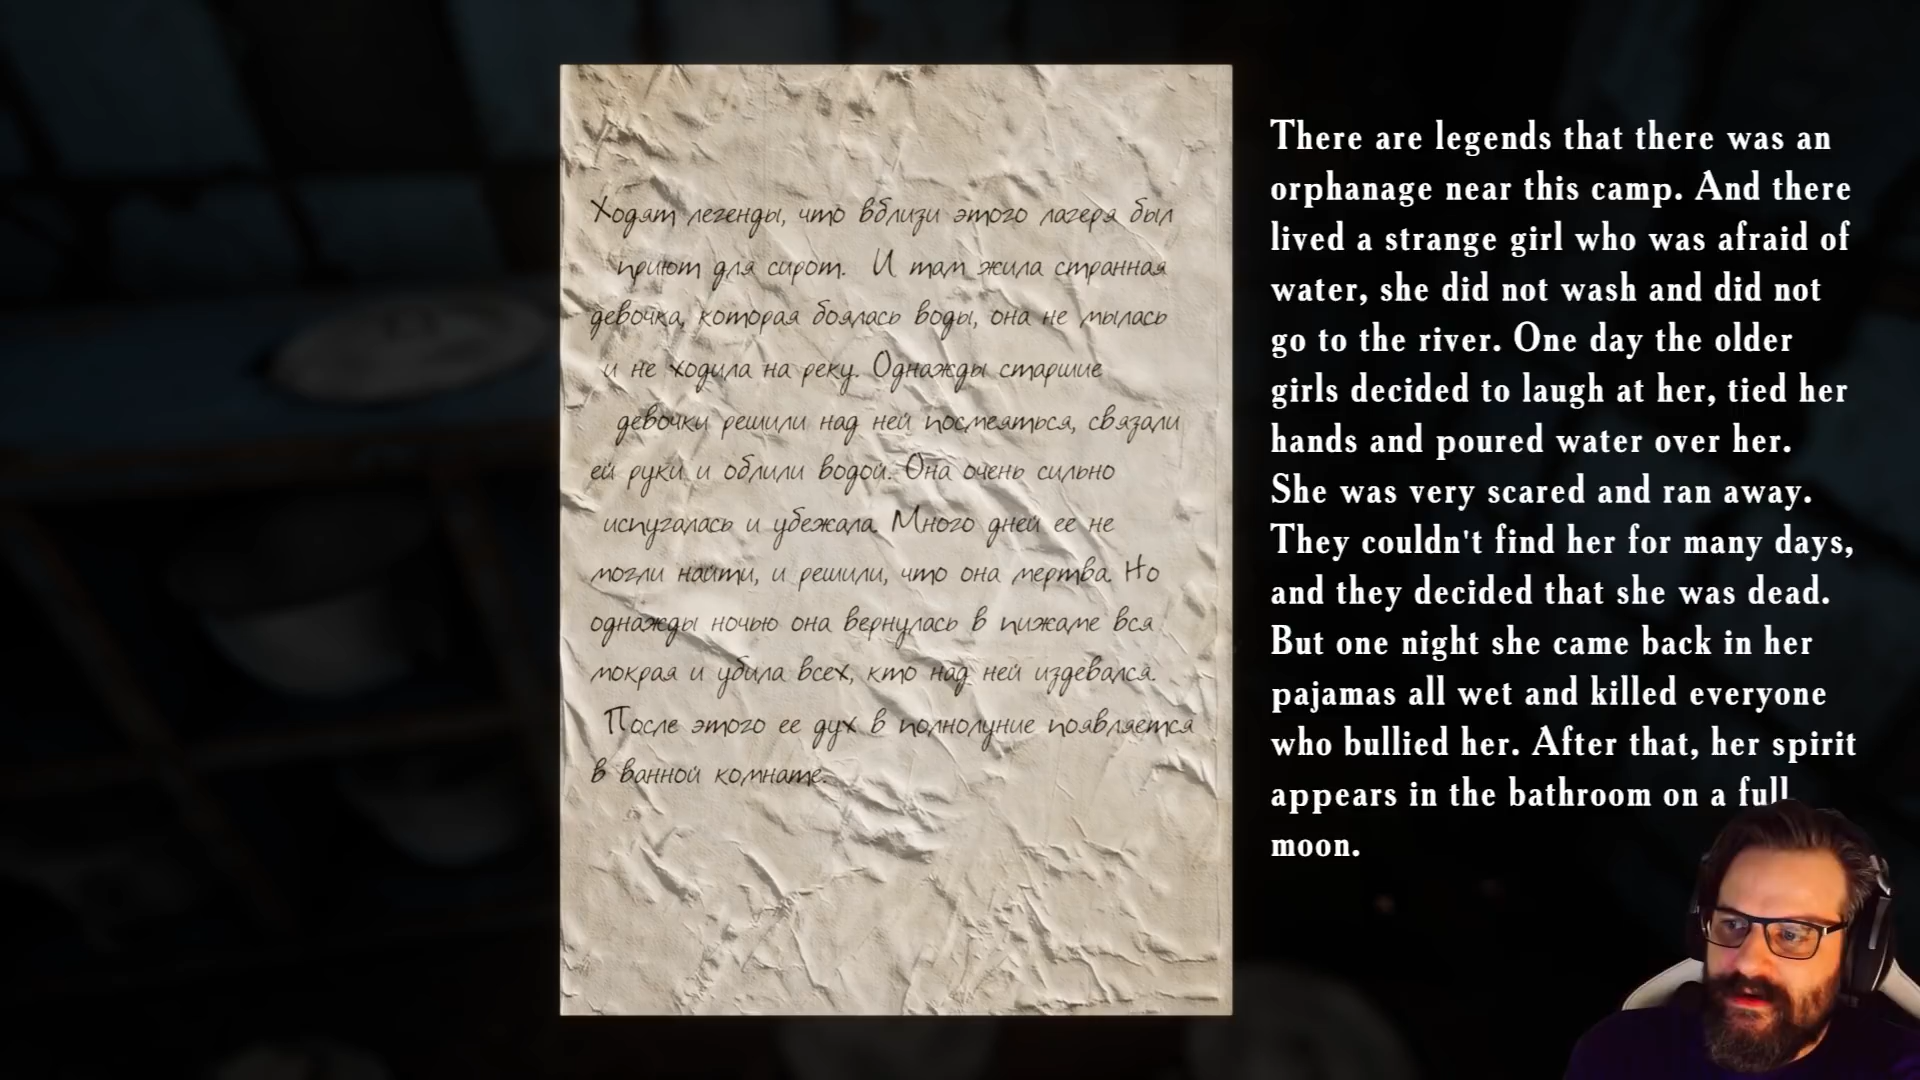 Ходят легенды, что вблизи этого лагеря был
приют для сирот. И там жила странная
девочка, которая боялась воды, она не мылась
и не ходила на реку. Однажды старшие
девочки решили над ней посмеяться, связали
ей руки и облили водой. Она очень сильно
испугалась и убежала. Много дней ее не
могли найти, и решили, что она мертва. Но
однажды ночью она вернулась в пижаме вся
мокрая и убила всех, кто над ней издевался.
После этого ее дух в полнолуние появляется
в ванной комнате.
There are legends that there was an
orphanage near this camp. And there
lived a strange girl who was afraid of
water, she did not wash and did not
go to the river. One day the older
girls decided to laugh at her, tied her
hands and poured water over her.
She was very scared and ran away.
They couldn't find her for many days,
and they decided that she was dead.
But one night she came back in her
pajamas all wet and killed everyone
who bullied her. After that, her spirit
appears in the bathroom on a full
moon.